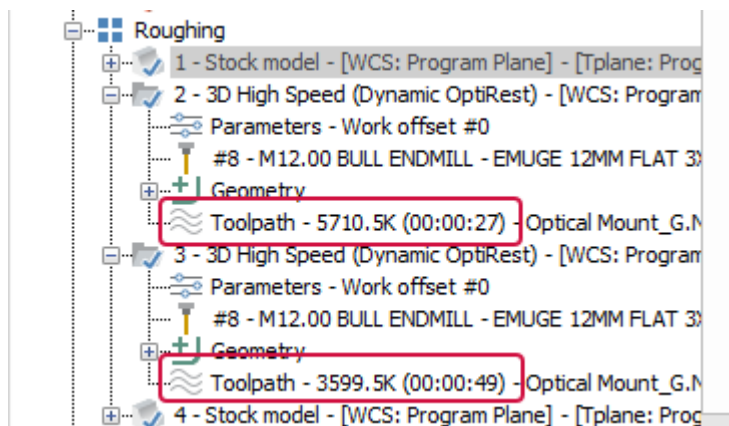 Roughing
1 - Stock model - [WCS: Program Plane] - [Tplane: Prog
2 - 3D High Speed (Dynamic OptiRest) - [WCS: Program
Parameters - Work offset #0
#8 - M12.00 BULL ENDMILL - EMUGE 12MM FLAT 3X
Geometry
Toolpath - 5710.5K (00:00:27) - Optical Mount_G.N
3 - 3D High Speed (Dynamic OptiRest) - [WCS: Program
Parameters - Work offset #0
#8 - M12.00 BULL ENDMILL - EMUGE 12MM FLAT 3X
Geometry
Toolpath - 3599.5K (00:00:49) - Optical Mount_G.N
4 - Stock model - [WCS: Program Plane] - [Tplane: Prog